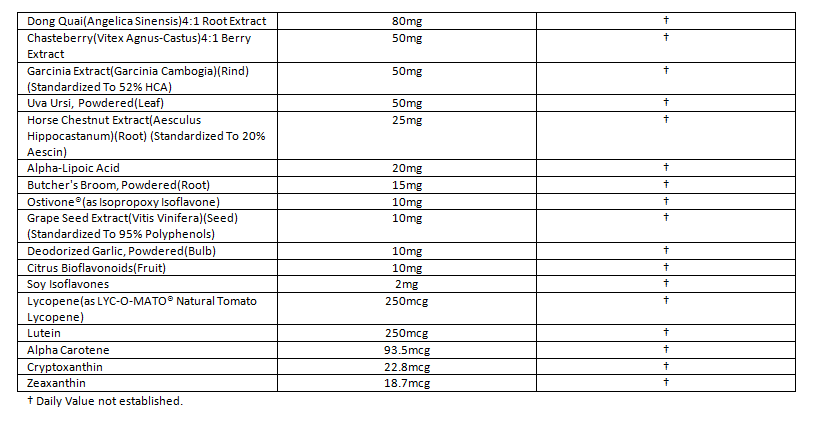 Dong Quai(Angelica Sinensis)4:1 Root Extract 80mg †
Chasteberry(Vitex Agnus-Castus)4:1 Berry 50mg †
Extract
Garcinia Extract(Garcinia Cambogia)(Rind) 50mg †
(Standardized To 52% HCA)
Uva Ursi, Powdered(Leaf) 50mg †
Horse Chestnut Extract(Aesculus 25mg †
Hippocastanum)(Root) (Standardized To 20%
Aescin)
Alpha-Lipoic Acid 20mg †
Butcher's Broom, Powdered(Root) 15mg †
Ostivone®(as Isopropoxy Isoflavone) 10mg †
Grape Seed Extract(Vitis Vinifera)(Seed) 10mg †
(Standardized To 95% Polyphenols)
Deodorized Garlic, Powdered(Bulb) 10mg †
Citrus Bioflavonoids(Fruit) 10mg †
Soy Isoflavones 2mg †
Lycopene(as LYC-O-MATO® Natural Tomato 250mcg †
Lycopene)
Lutein 250mcg †
Alpha Carotene 93.5mcg †
Cryptoxanthin 22.8mcg †
Zeaxanthin 18.7mcg †
† Daily Value not established.